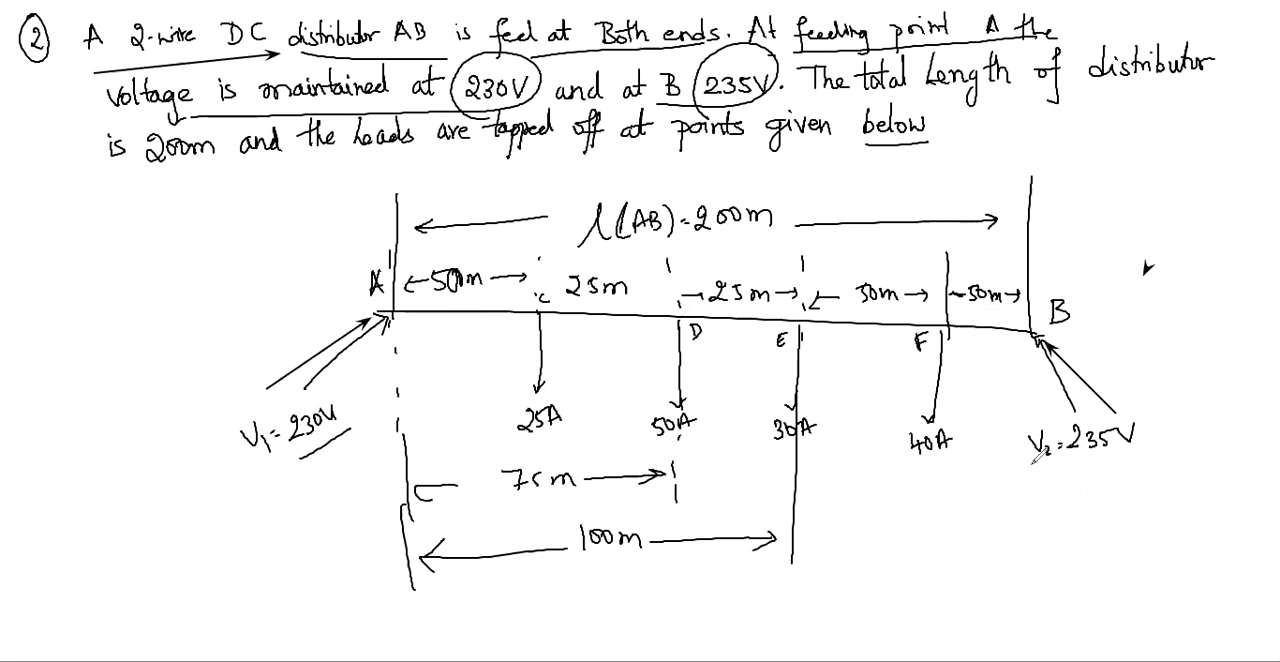 ② A 2-wire DC distributor AB is feel at Both ends. At feeding point A the
voltage is maintained at 230V and at B 235V. The total Length of distributor
is 200m and the loads are tapped off at points given below
l(AB)=200m
A 50m C 25m 25m 50m 50m B
D E F
V₁=230V 25A 50A 30A 40A V₂=235V
75m
100m